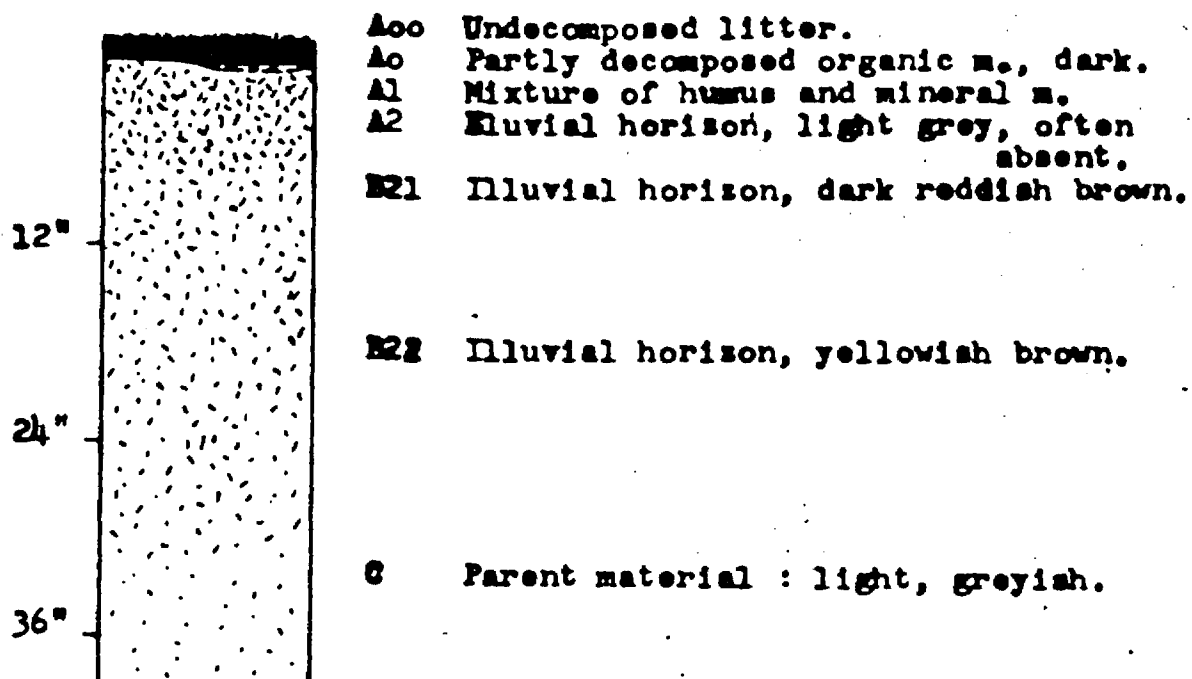 Aoo Undecomposed litter.
Ao Partly decomposed organic m., dark.
A1 Mixture of humus and mineral m.
A2 Eluvial horizon, light grey, often
absent.
B21 Illuvial horizon, dark reddish brown.
12"
B22 Illuvial horizon, yellowish brown.
24"
C Parent material : light, greyish.
36"